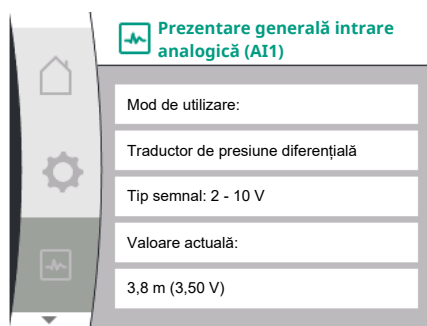 Prezentare generală intrare
analogică (AI1)
Mod de utilizare:
Traductor de presiune diferențială
Tip semnal: 2 - 10 V
Valoare actuală:
3,8 m (3,50 V)